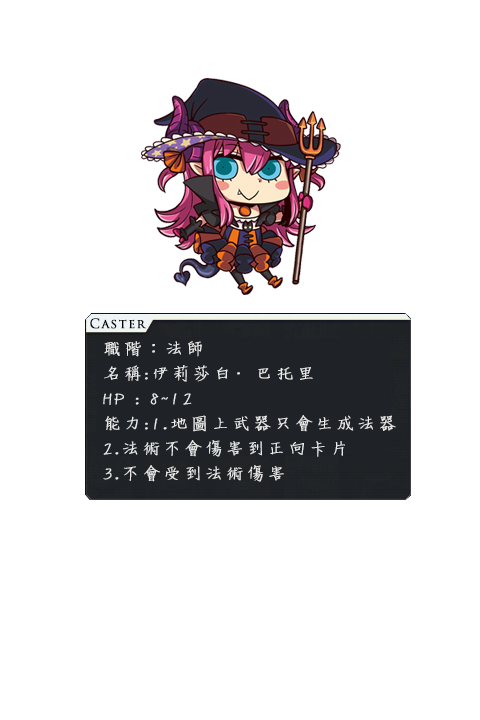 CASTER
職階：法師
名稱:伊莉莎白·巴托里
HP : 8~12
能力:1.地圖上武器只會生成法器
2.法術不會傷害到正向卡片
3.不會受到法術傷害